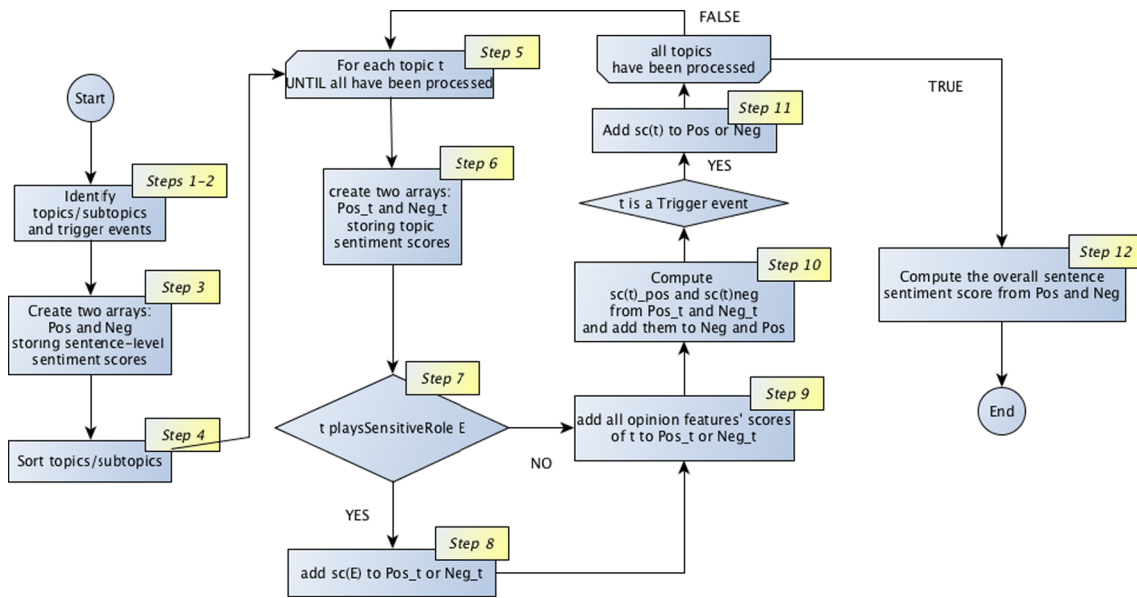 Start
Steps 1-2
Identify
topics/subtopics
and trigger events
Step 3
Create two arrays:
Pos and Neg
storing sentence-level
sentiment scores
Step 4
Sort topics/subtopics
Step 5
For each topic t
UNTIL all have been processed
Step 6
create two arrays:
Pos_t and Neg_t
storing topic
sentiment scores
Step 7
t playsSensitiveRole E
NO
YES
Step 8
add sc(E) to Pos_t or Neg_t
Step 9
add all opinion features' scores
of t to Pos_t or Neg_t
Step 10
Compute
sc(t)_pos and sc(t)neg
from Pos_t and Neg_t
and add them to Neg and Pos
t is a Trigger event
YES
Step 11
Add sc(t) to Pos or Neg
all topics
have been processed
FALSE
TRUE
Step 12
Compute the overall sentence
sentiment score from Pos and Neg
End